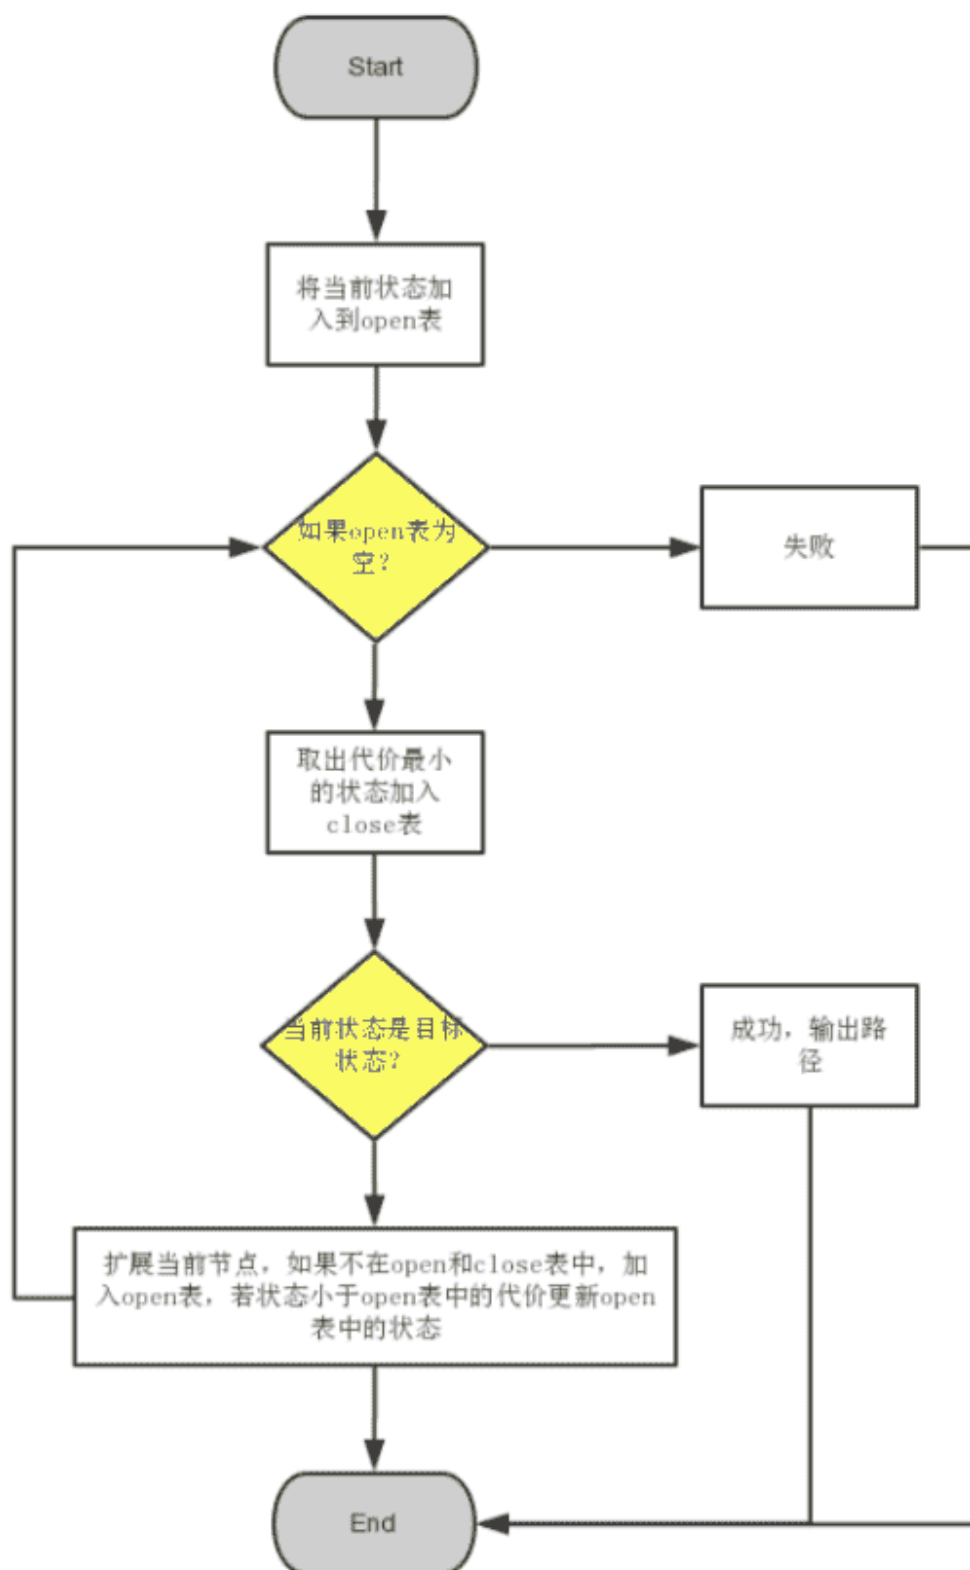 Start
将当前状态加
入到open表
如果open表为
空?
失败
取出代价最小
的状态加入
close表
当前状态是目标
状态?
成功，输出路
径
扩展当前节点，如果不在open和close表中，加
入open表，若状态小于open表中的代价更新open
表中的状态
End